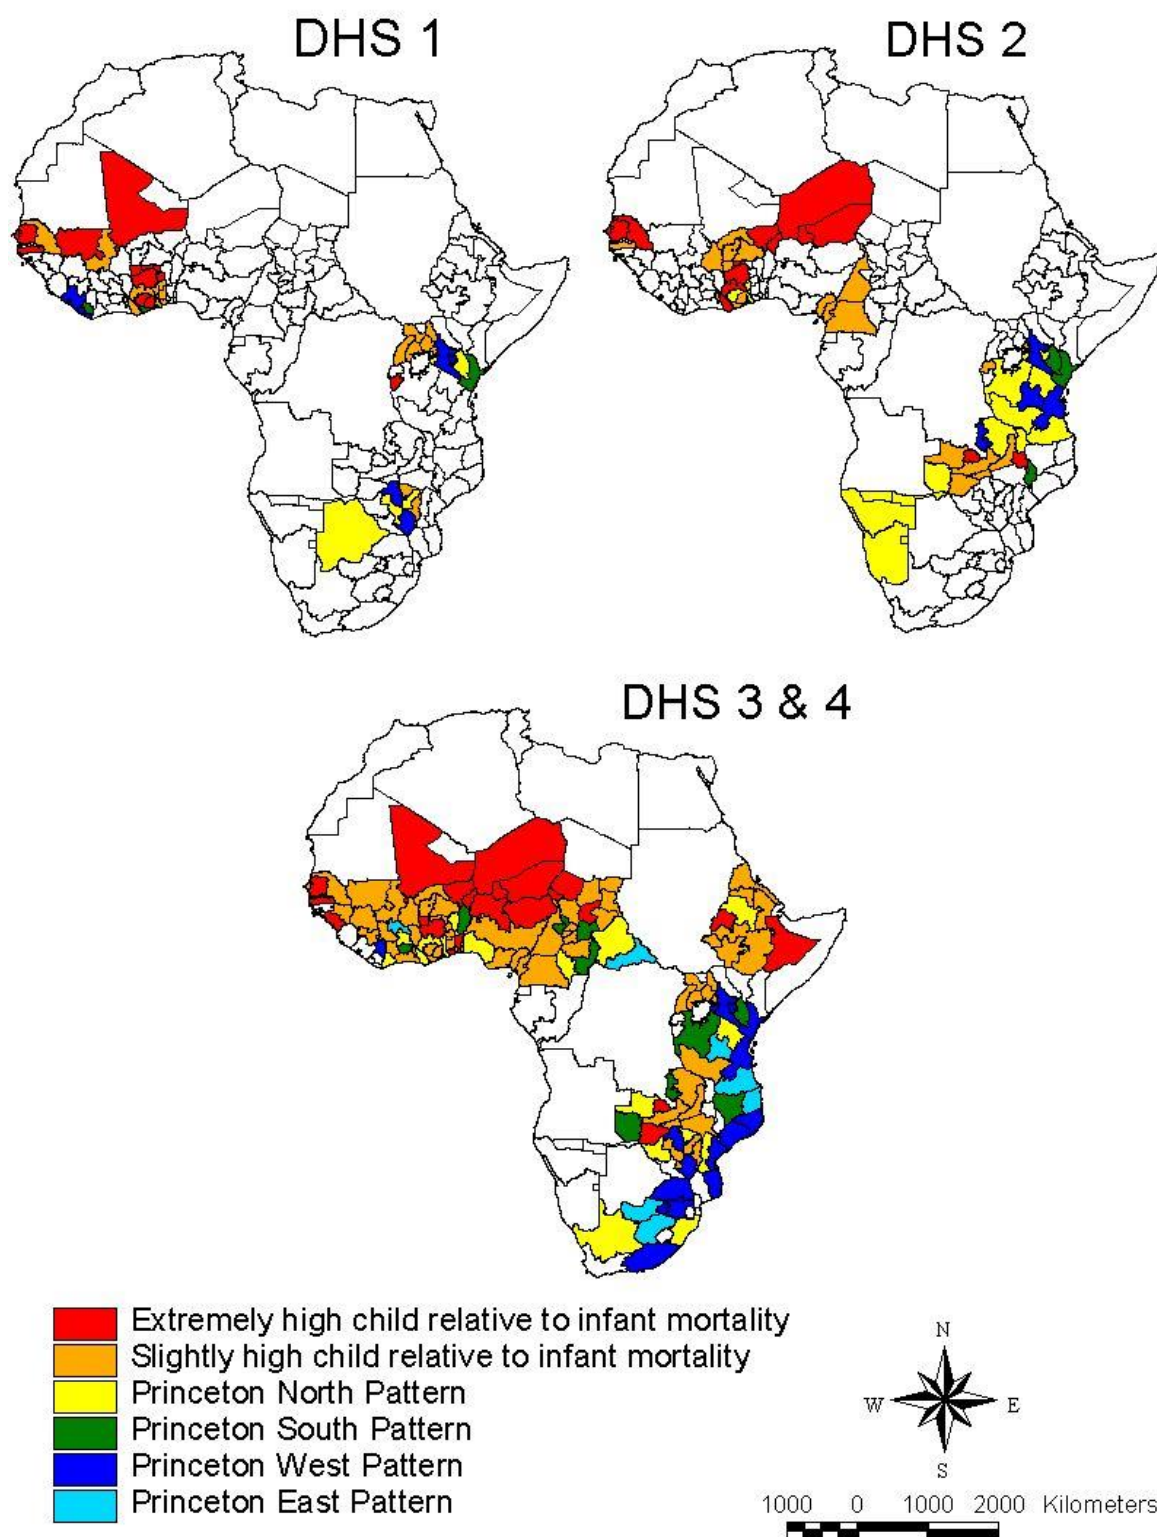 DHS 1
DHS 2
DHS 3 & 4
Extremely high child relative to infant mortality
Slightly high child relative to infant mortality
Princeton North Pattern
Princeton South Pattern
Princeton West Pattern
Princeton East Pattern
N
W E
S
1000 0 1000 2000 Kilometers